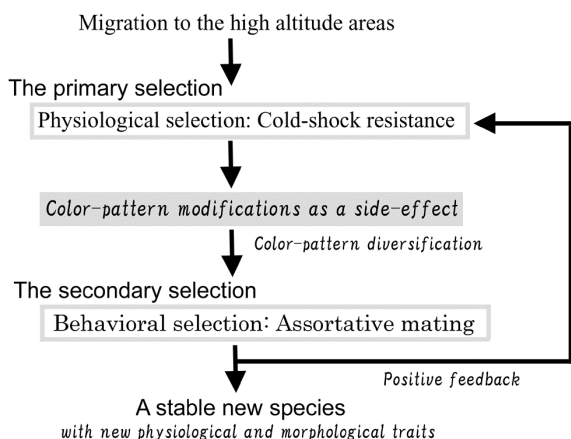 Migration to the high altitude areas
The primary selection
Physiological selection: Cold-shock resistance
Color-pattern modifications as a side-effect
Color-pattern diversification
The secondary selection
Behavioral selection: Assortative mating
Positive feedback
A stable new species
with new physiological and morphological traits